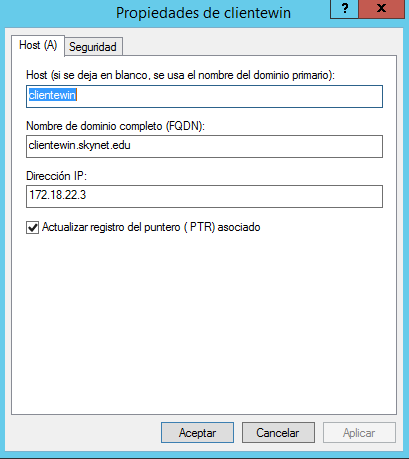 Propiedades de clientewin
? x
Host (A) Seguridad
Host (si se deja en blanco, se usa el nombre del dominio primario):
clientewin
Nombre de dominio completo (FQDN):
clientewin.skynet.edu
Dirección IP:
172.18.22.3
Actualizar registro del puntero ( PTR) asociado
Aceptar Cancelar Aplicar